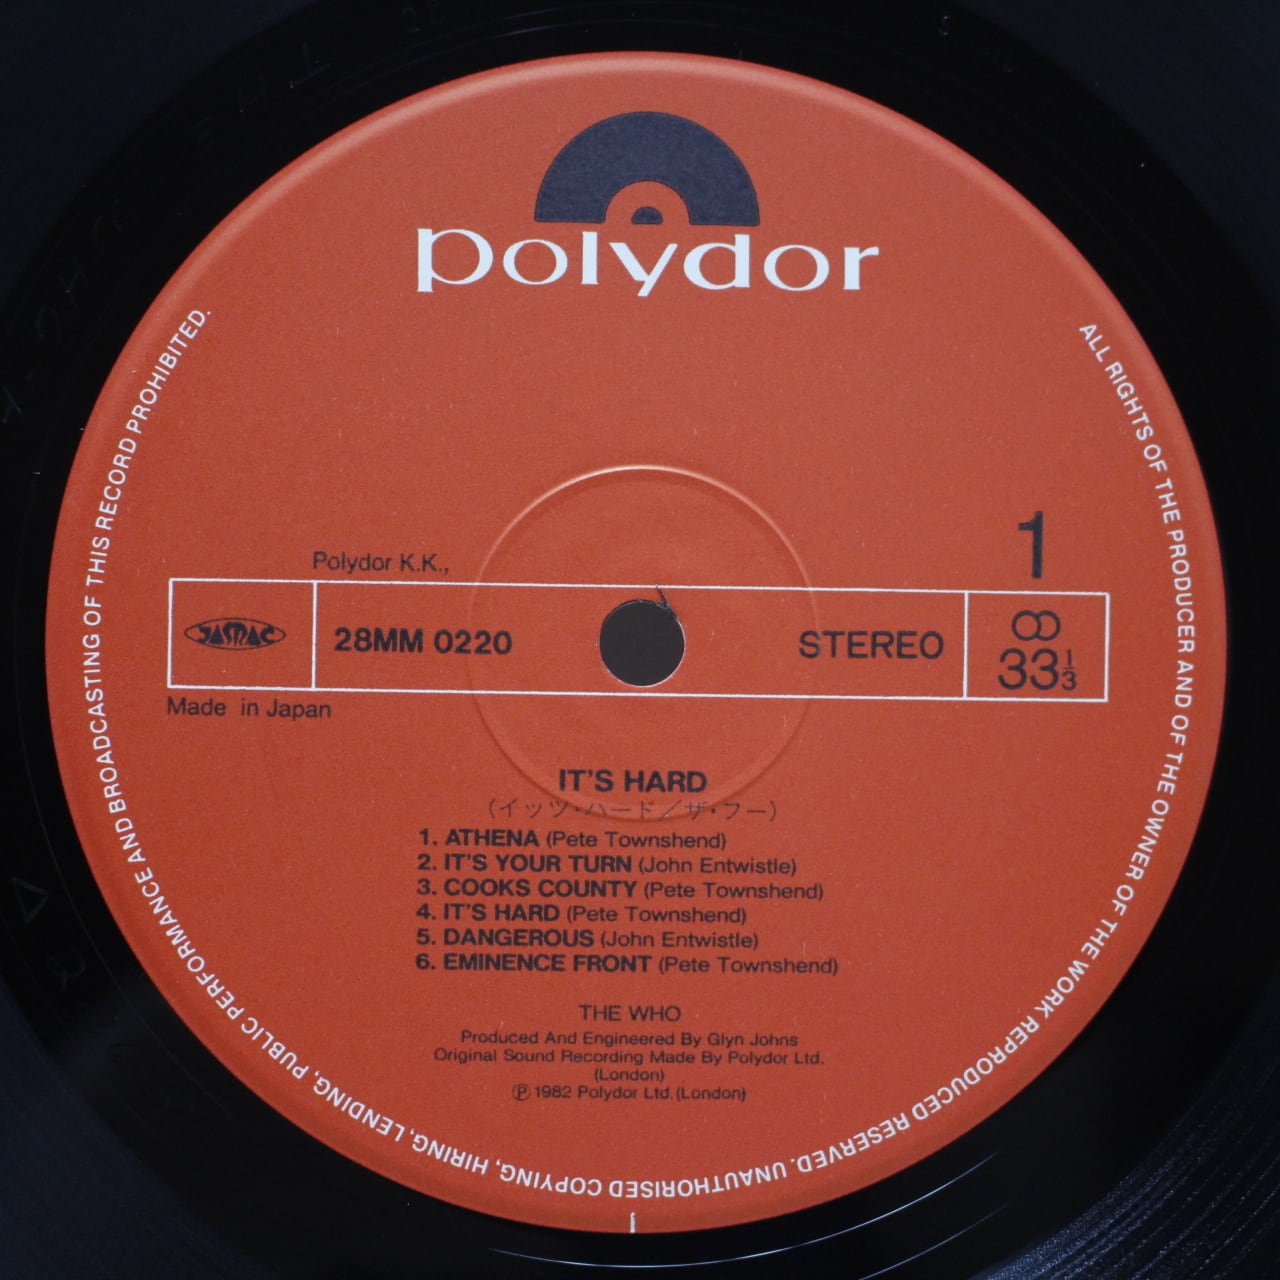 polydor
ALL RIGHTS OF THE PRODUCER AND OF THE OWNER OF THE WORK REPRODUCED RESERVED. UNAUTHORISED COPYING, HIRING, LENDING, PUBLIC PERFORMANCE AND BROADCASTING OF THIS RECORD PROHIBITED.
1
Polydor K.K.,
JASRAC
28MM 0220
STEREO
33 1/3
Made in Japan
IT'S HARD
(イッツ・ハード／ザ・フー)
1. ATHENA (Pete Townshend)
2. IT'S YOUR TURN (John Entwistle)
3. COOKS COUNTY (Pete Townshend)
4. IT'S HARD (Pete Townshend)
5. DANGEROUS (John Entwistle)
6. EMINENCE FRONT (Pete Townshend)
THE WHO
Produced And Engineered By Glyn Johns
Original Sound Recording Made By Polydor Ltd.
(London)
℗ 1982 Polydor Ltd. (London)